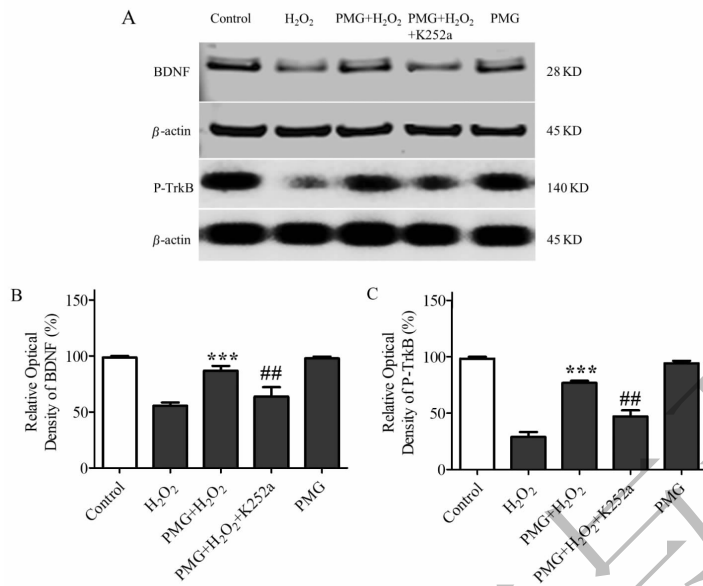 A
Control H₂O₂ PMG+H₂O₂ PMG+H₂O₂ PMG
+K252a
BDNF 28 KD
β-actin 45 KD
P-TrkB 140 KD
β-actin 45 KD
B
Relative Optical
Density of BDNF (%)
150
100
50
0
***
##
Control
H₂O₂
PMG+H₂O₂
PMG+H₂O₂+K252a
PMG
C
Relative Optical
Density of P-TrkB (%)
150
100
50
0
***
##
Control
H₂O₂
PMG+H₂O₂
PMG+H₂O₂+K252a
PMG